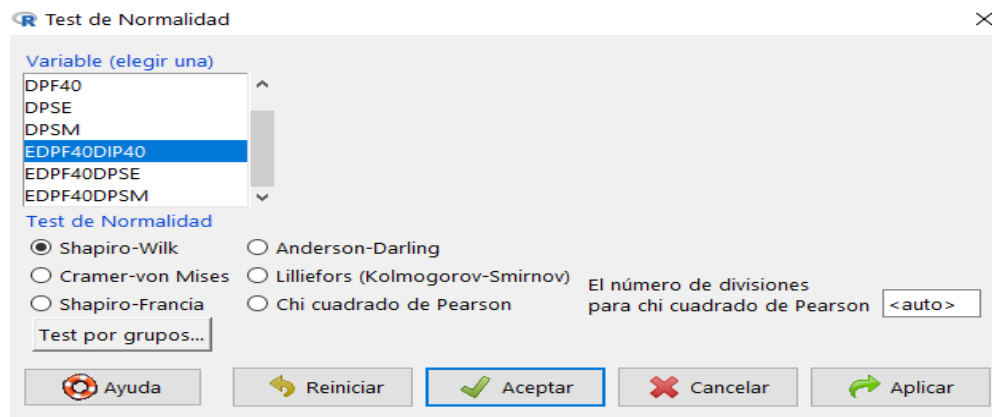 Test de Normalidad
Variable (elegir una)
DPF40
DPSE
DPSM
EDPF40DIP40
EDPF40DPSE
EDPF40DPSM
Test de Normalidad
Shapiro-Wilk
Anderson-Darling
Cramer-von Mises
Lilliefors (Kolmogorov-Smirnov)
Shapiro-Francia
Chi cuadrado de Pearson
El número de divisiones
para chi cuadrado de Pearson
<auto>
Test por grupos...
Ayuda
Reiniciar
Aceptar
Cancelar
Aplicar